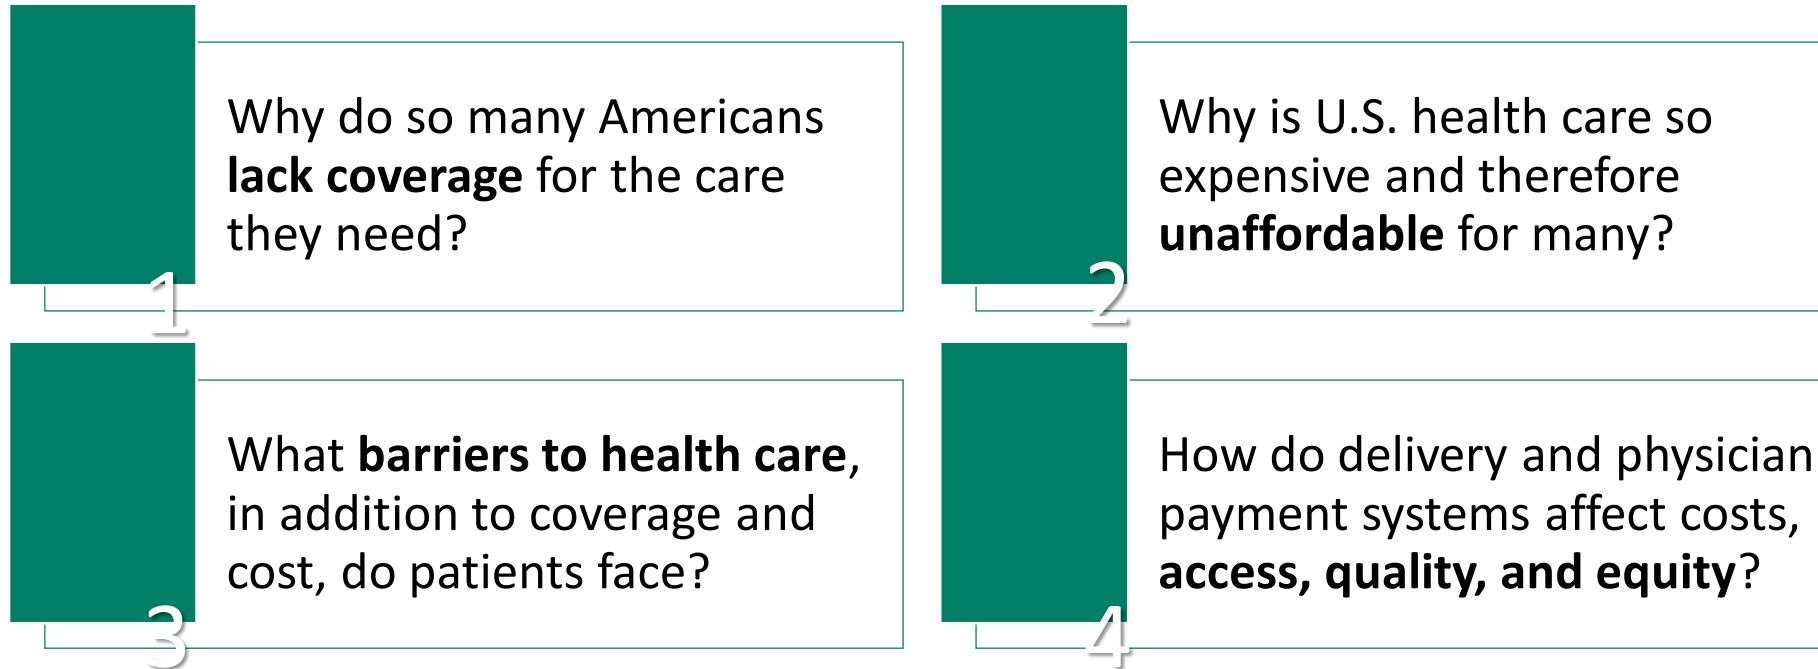 Why do so many Americans
lack coverage for the care
they need?
1
Why is U.S. health care so
expensive and therefore
unaffordable for many?
2
What barriers to health care,
in addition to coverage and
cost, do patients face?
3
How do delivery and physician
payment systems affect costs,
access, quality, and equity?
4